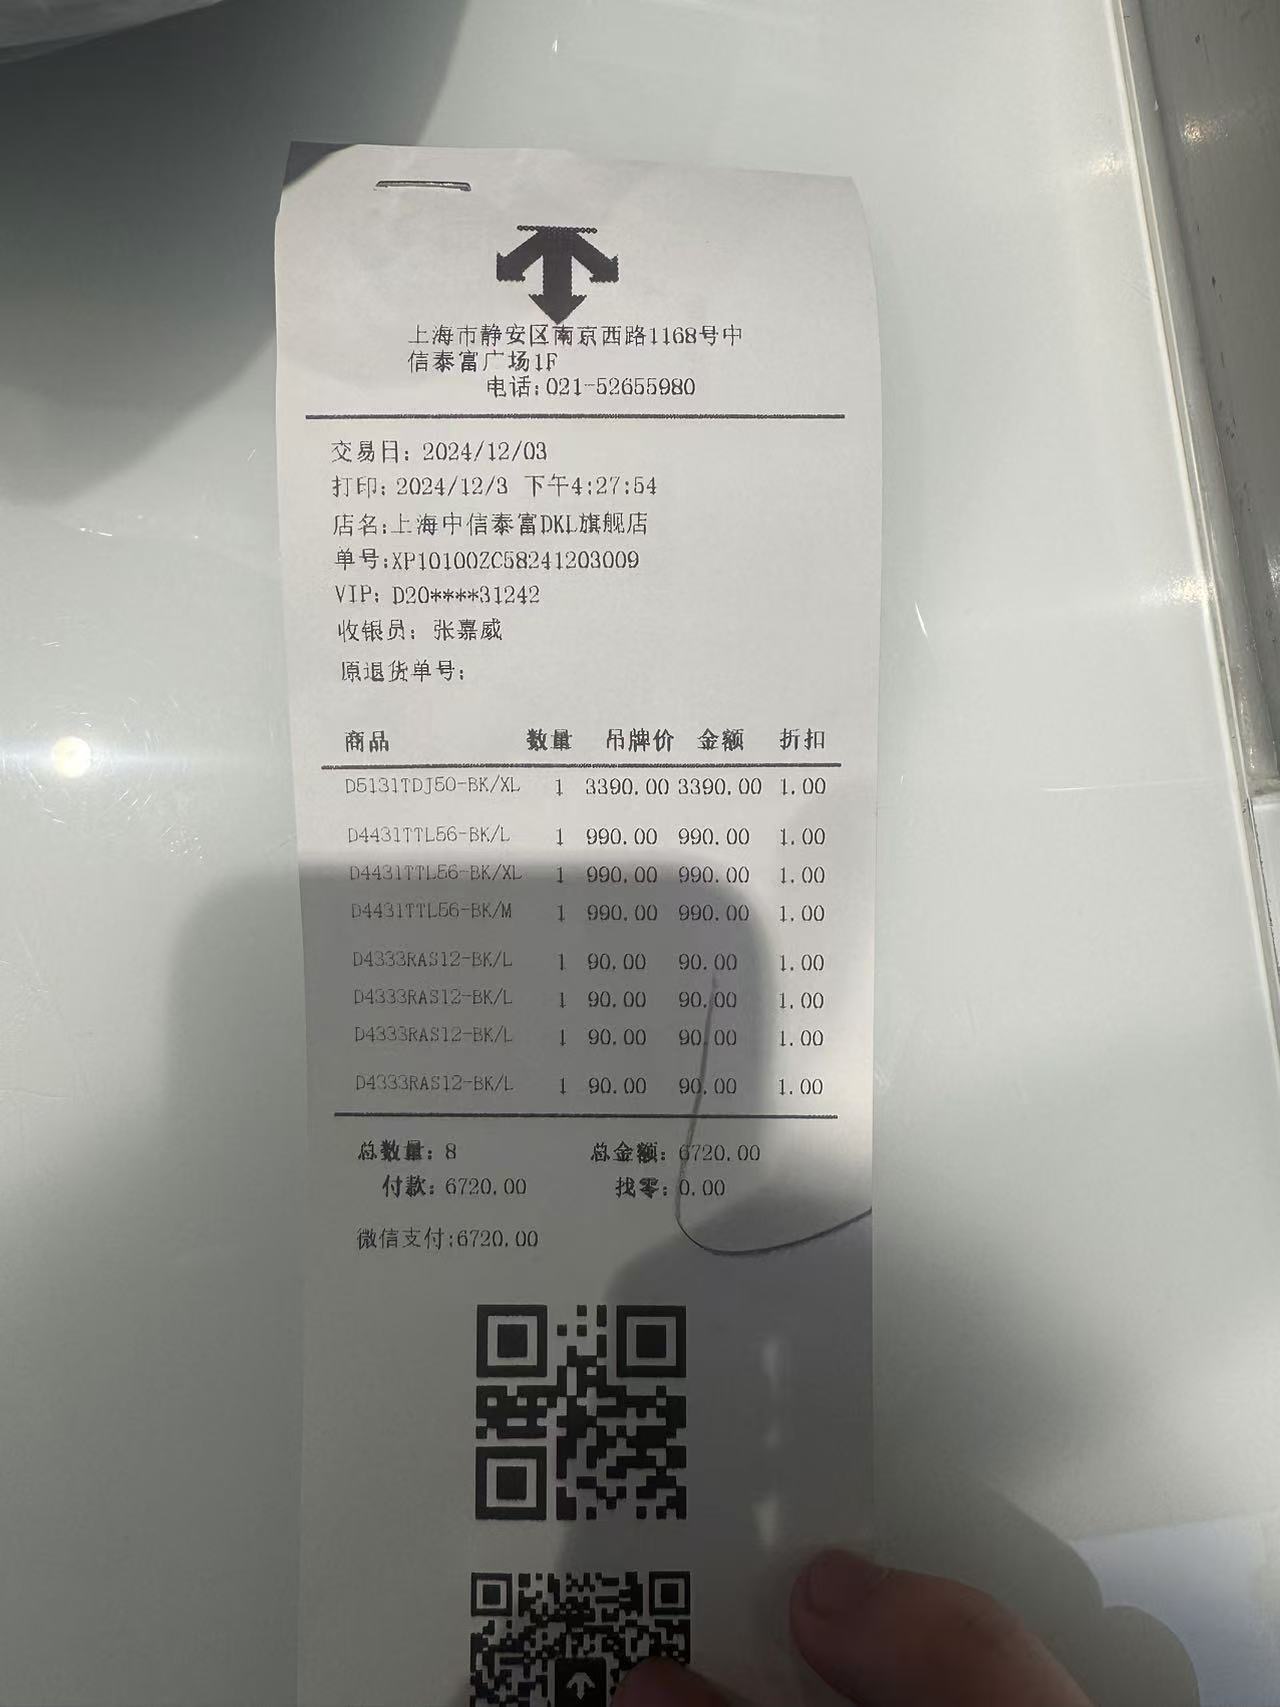 上海市静安区南京西路1168号中
信泰富广场1F
电话:021-52655980
交易日: 2024/12/03
打印: 2024/12/3 下午4:27:54
店名:上海中信泰富DKL旗舰店
单号:XP10100ZC58241203009
VIP: D20****31242
收银员: 张嘉威
原退货单号:
商品 数量 吊牌价 金额 折扣
D5131TDJ50-BK/XL 1 3390.00 3390.00 1.00
D4431TTL56-BK/L 1 990.00 990.00 1.00
D4431TTL56-BK/XL 1 990.00 990.00 1.00
D4431TTL56-BK/M 1 990.00 990.00 1.00
D4333RAS12-BK/L 1 90.00 90.00 1.00
D4333RAS12-BK/L 1 90.00 90.00 1.00
D4333RAS12-BK/L 1 90.00 90.00 1.00
D4333RAS12-BK/L 1 90.00 90.00 1.00
总数量: 8 总金额: 6720.00
付款: 6720.00 找零: 0.00
微信支付:6720.00